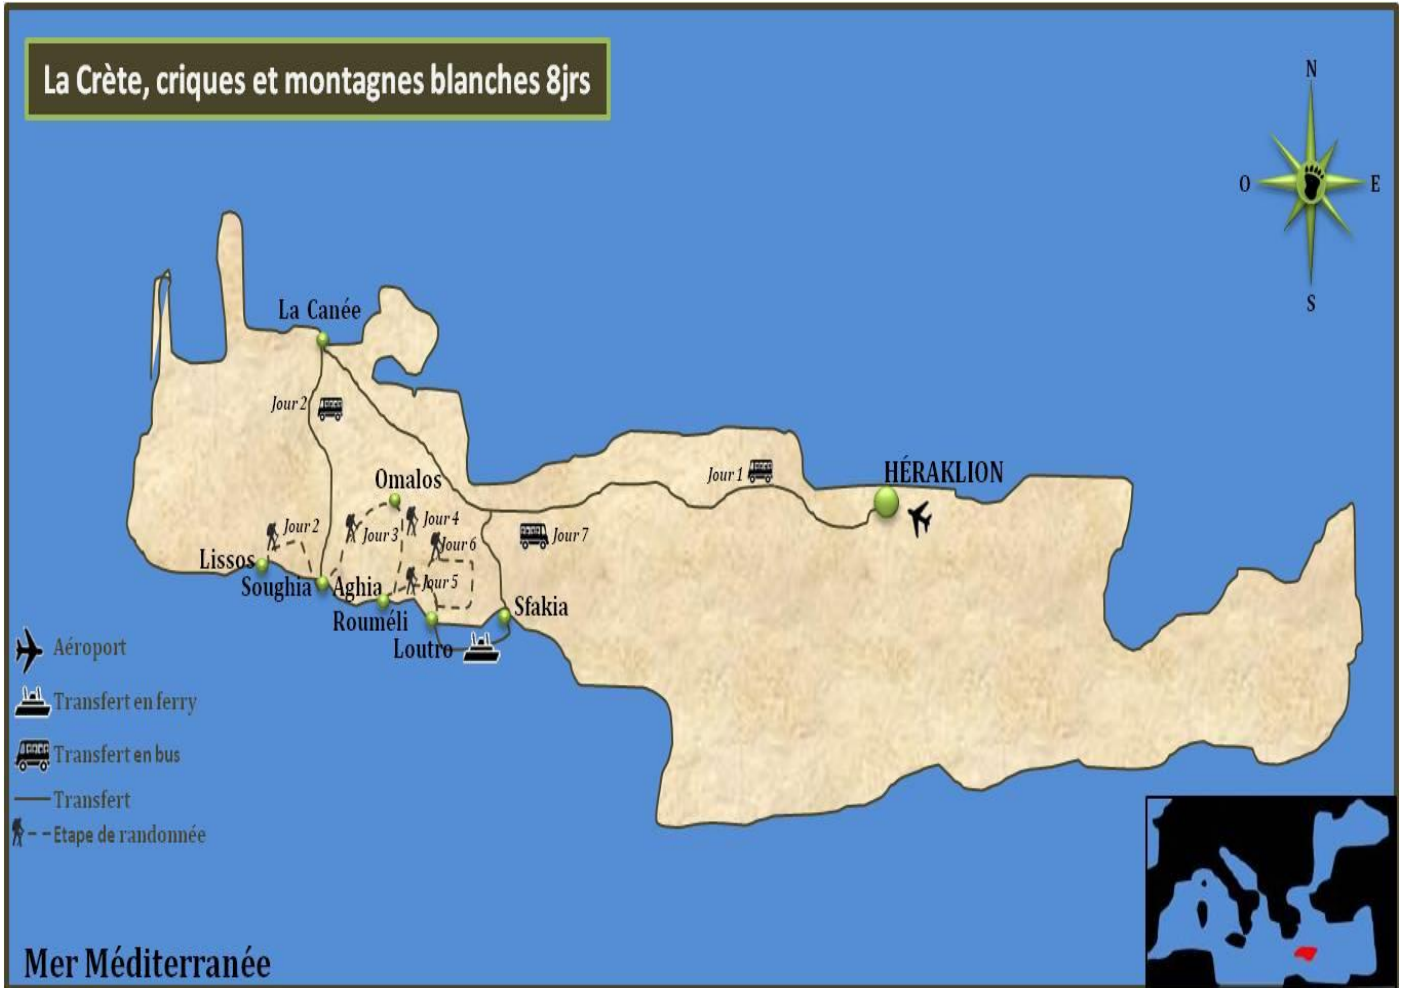 La Crète, criques et montagnes blanches 8jrs
N
O
E
S
La Canée
Jour 2
Omalos
Jour 1
HÉRAKLION
Jour 2
Jour 3
Jour 4
Jour 6
Jour 7
Lissos
Soughia
Aghia
Rouméli
Jour 5
Loutro
Sfakia
Aéroport
Transfert en ferry
Transfert en bus
Transfert
Etape de randonnée
Mer Méditerranée